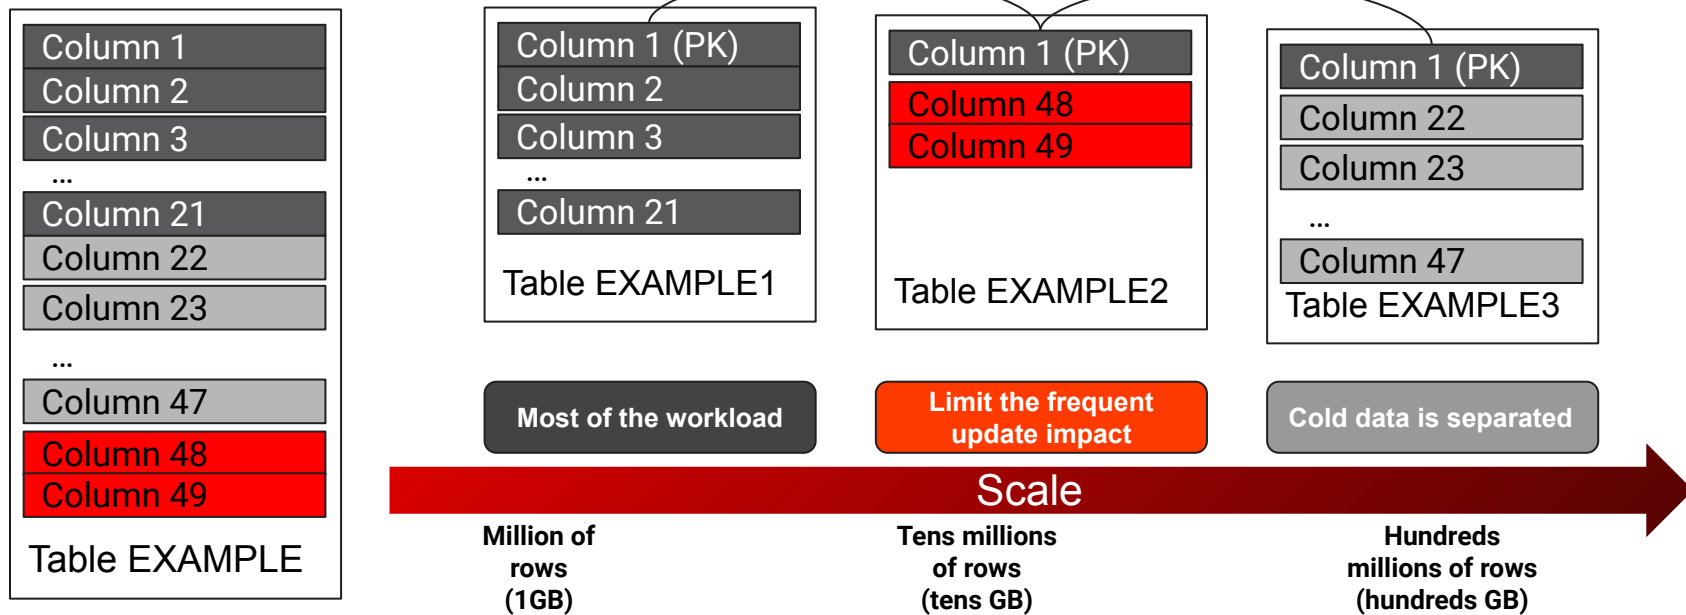 Column 1
Column 2
Column 3
...
Column 21
Column 22
Column 23
...
Column 47
Column 48
Column 49
Table EXAMPLE
Column 1 (PK)
Column 2
Column 3
...
Column 21
Table EXAMPLE1
Column 1 (PK)
Column 48
Column 49
Table EXAMPLE2
Column 1 (PK)
Column 22
Column 23
...
Column 47
Table EXAMPLE3
Most of the workload
Limit the frequent
update impact
Cold data is separated
Scale
Million of
rows
(1GB)
Tens millions
of rows
(tens GB)
Hundreds
millions of rows
(hundreds GB)